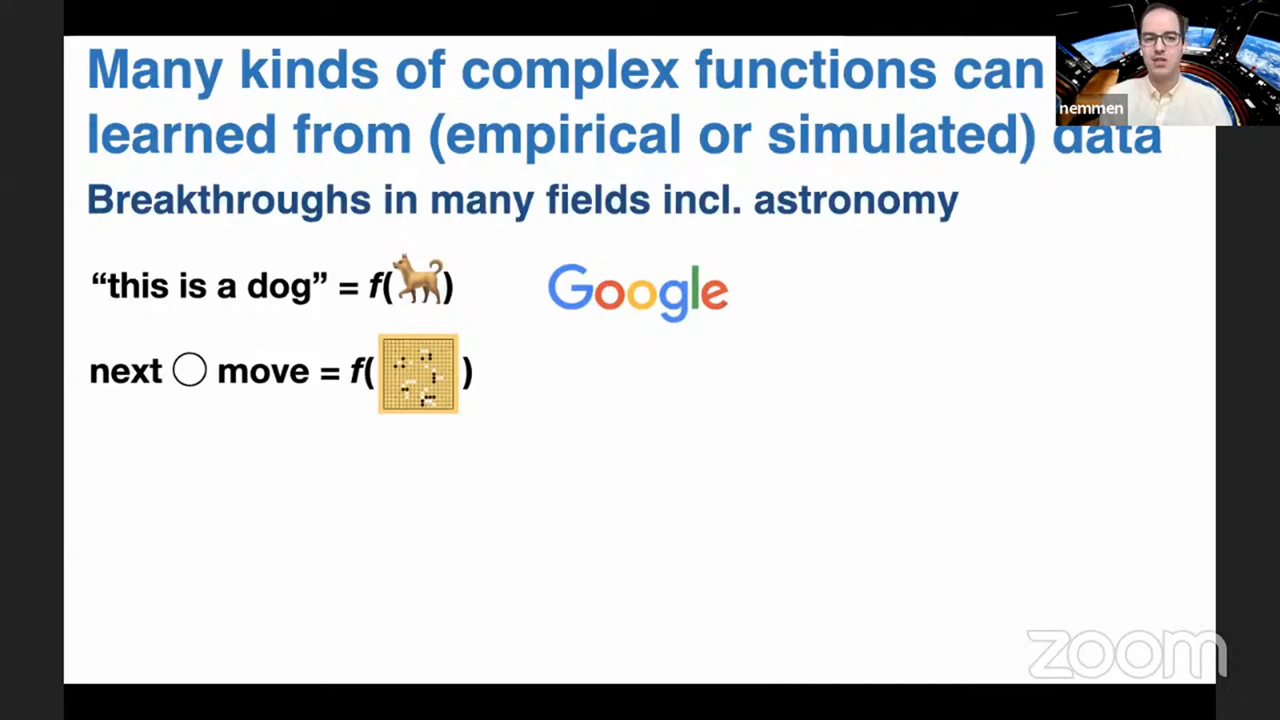 Many kinds of complex functions can
learned from (empirical or simulated) data
Breakthroughs in many fields incl. astronomy
“this is a dog” = f( )
Google
next ◯ move = f( )
nemmen
zoom